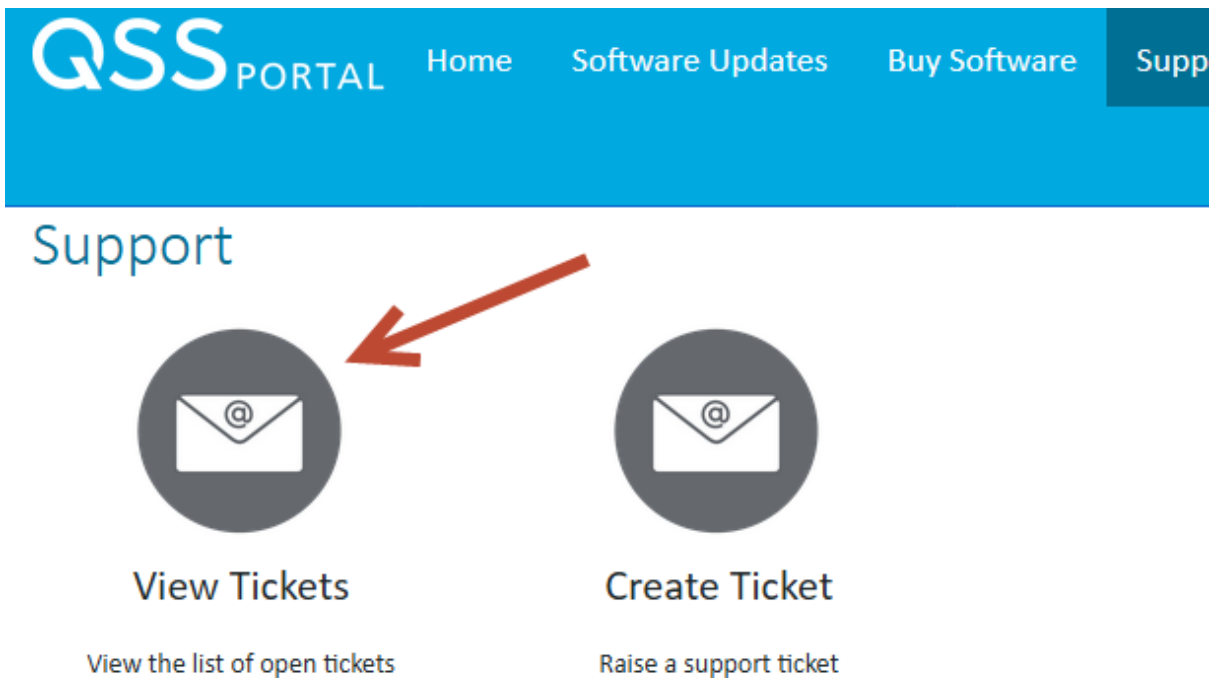 QSS PORTAL Home Software Updates Buy Software Supp
Support
@ @
View Tickets Create Ticket
View the list of open tickets Raise a support ticket